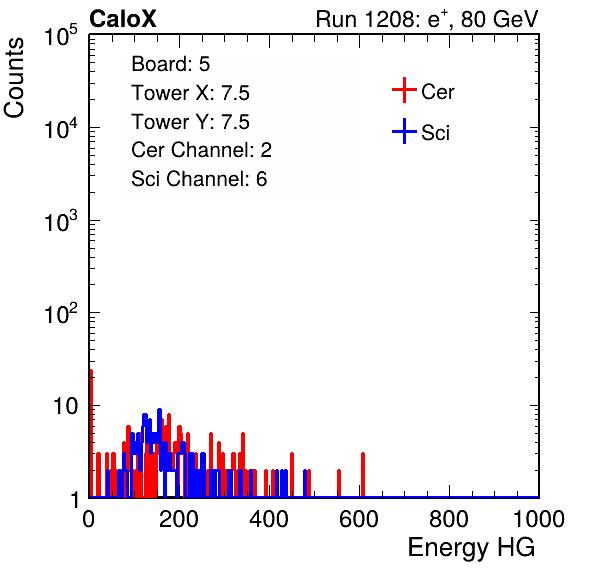 CaloX Run 1208: e⁺, 80 GeV
10⁵
Counts
Board: 5
Tower X: 7.5
Tower Y: 7.5
Cer Channel: 2
Sci Channel: 6
Cer
Sci
10⁴
10³
10²
10
1
0 200 400 600 800 1000
Energy HG